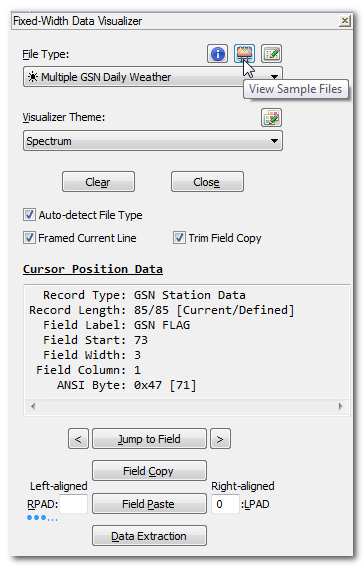 Fixed-Width Data Visualizer
File Type:
Multiple GSN Daily Weather
View Sample Files
Visualizer Theme:
Spectrum
Clear Close
Auto-detect File Type
Framed Current Line Trim Field Copy
Cursor Position Data
Record Type: GSN Station Data
Record Length: 85/85 [Current/Defined]
Field Label: GSN FLAG
Field Start: 73
Field Width: 3
Field Column: 1
ANSI Byte: 0x47 [71]
< Jump to Field >
Field Copy
Left-aligned Right-aligned
RPAD: Field Paste 0 :LPAD
Data Extraction